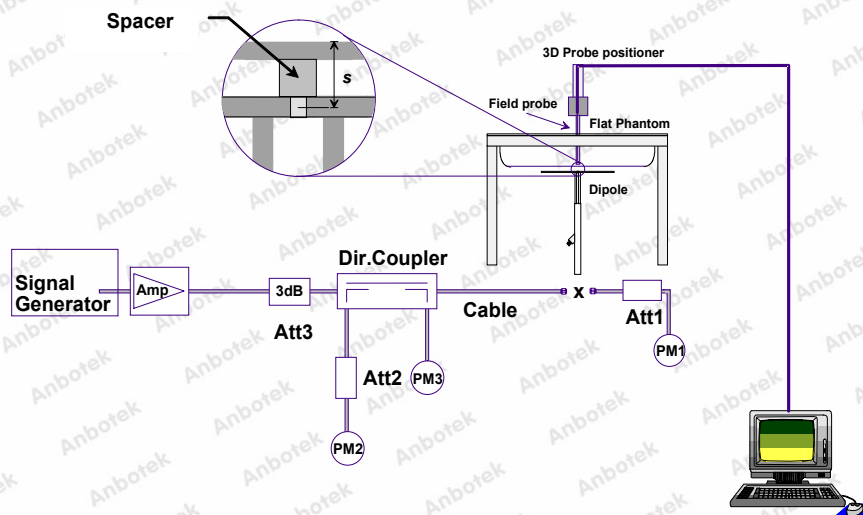 Spacer
s
3D Probe positioner
Field probe
Flat Phantom
Dipole
Dir.Coupler
Signal
Generator
Amp
3dB
Att3
Cable
x
Att1
PM1
Att2
PM3
PM2
Anbotek